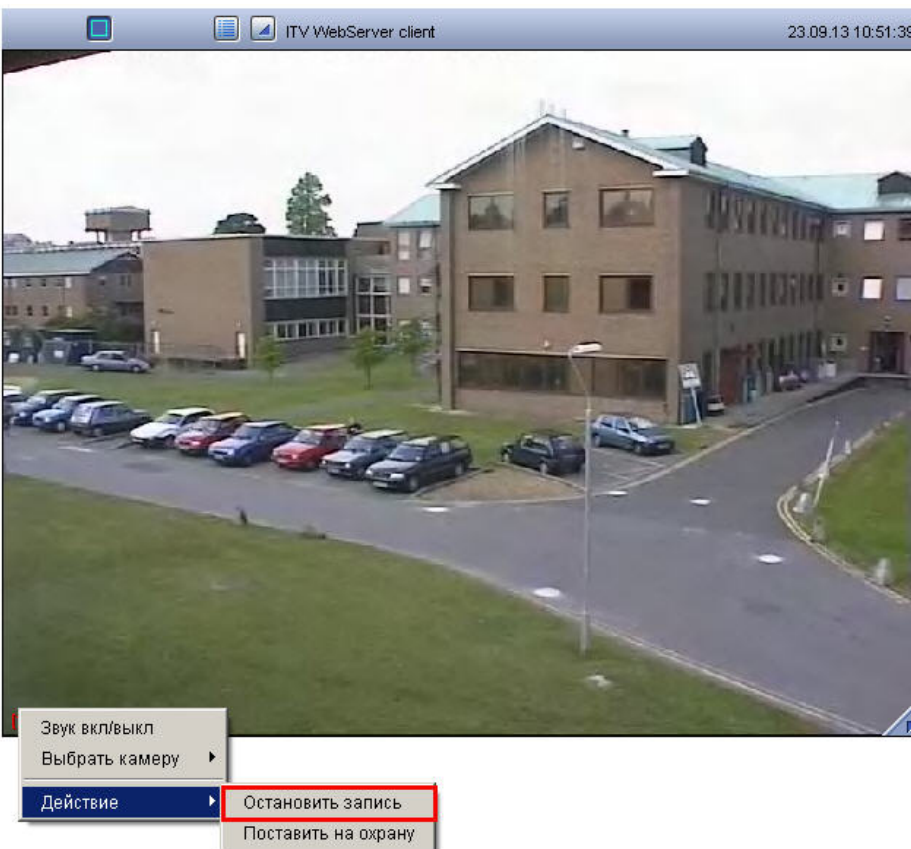 ITV WebServer client
23.09.13 10:51:39
Звук вкл/выкл
Выбрать камеру
Действие
Остановить запись
Поставить на охрану